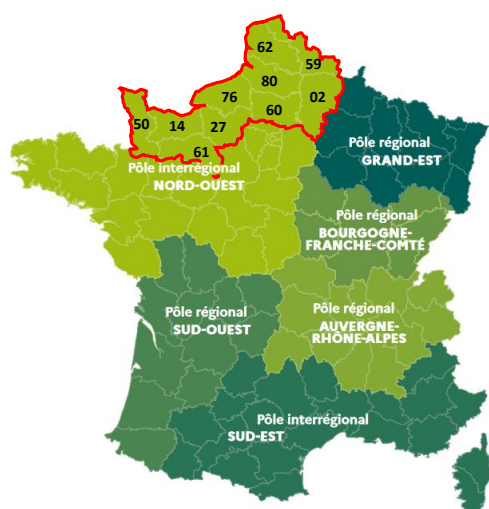 62
59
80
76
02
60
50
14
27
61
Pôle régional
GRAND-EST
Pôle interrégional
NORD-OUEST
Pôle régional
BOURGOGNE-
FRANCHE-COMTÉ
Pôle régional
SUD-OUEST
Pôle régional
AUVERGNE-
RHÔNE-ALPES
Pôle interrégional
SUD-EST